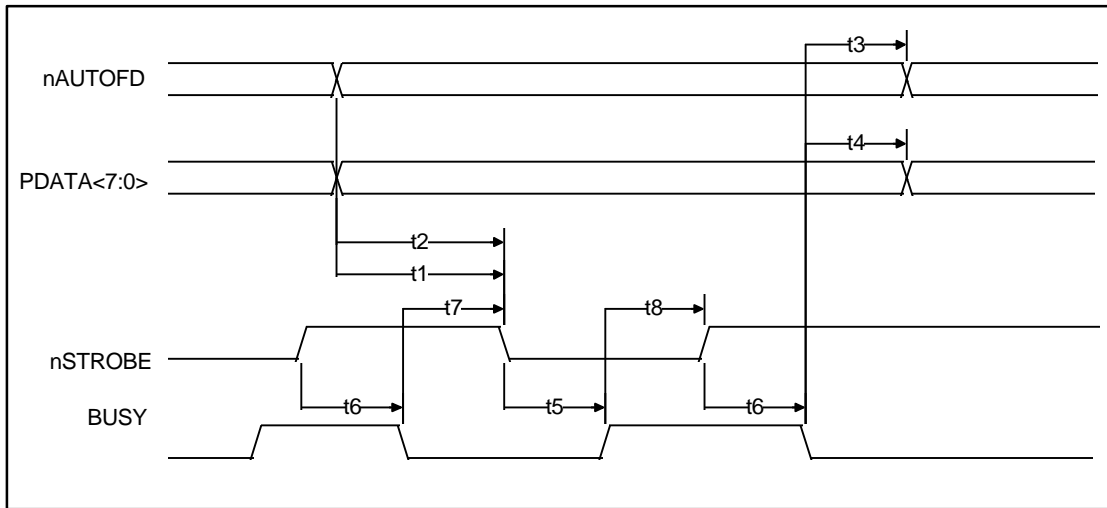 t3
nAUTOFD
t4
PDATA<7:0>
t2
t1
t7
t8
nSTROBE
t6
t5
t6
BUSY